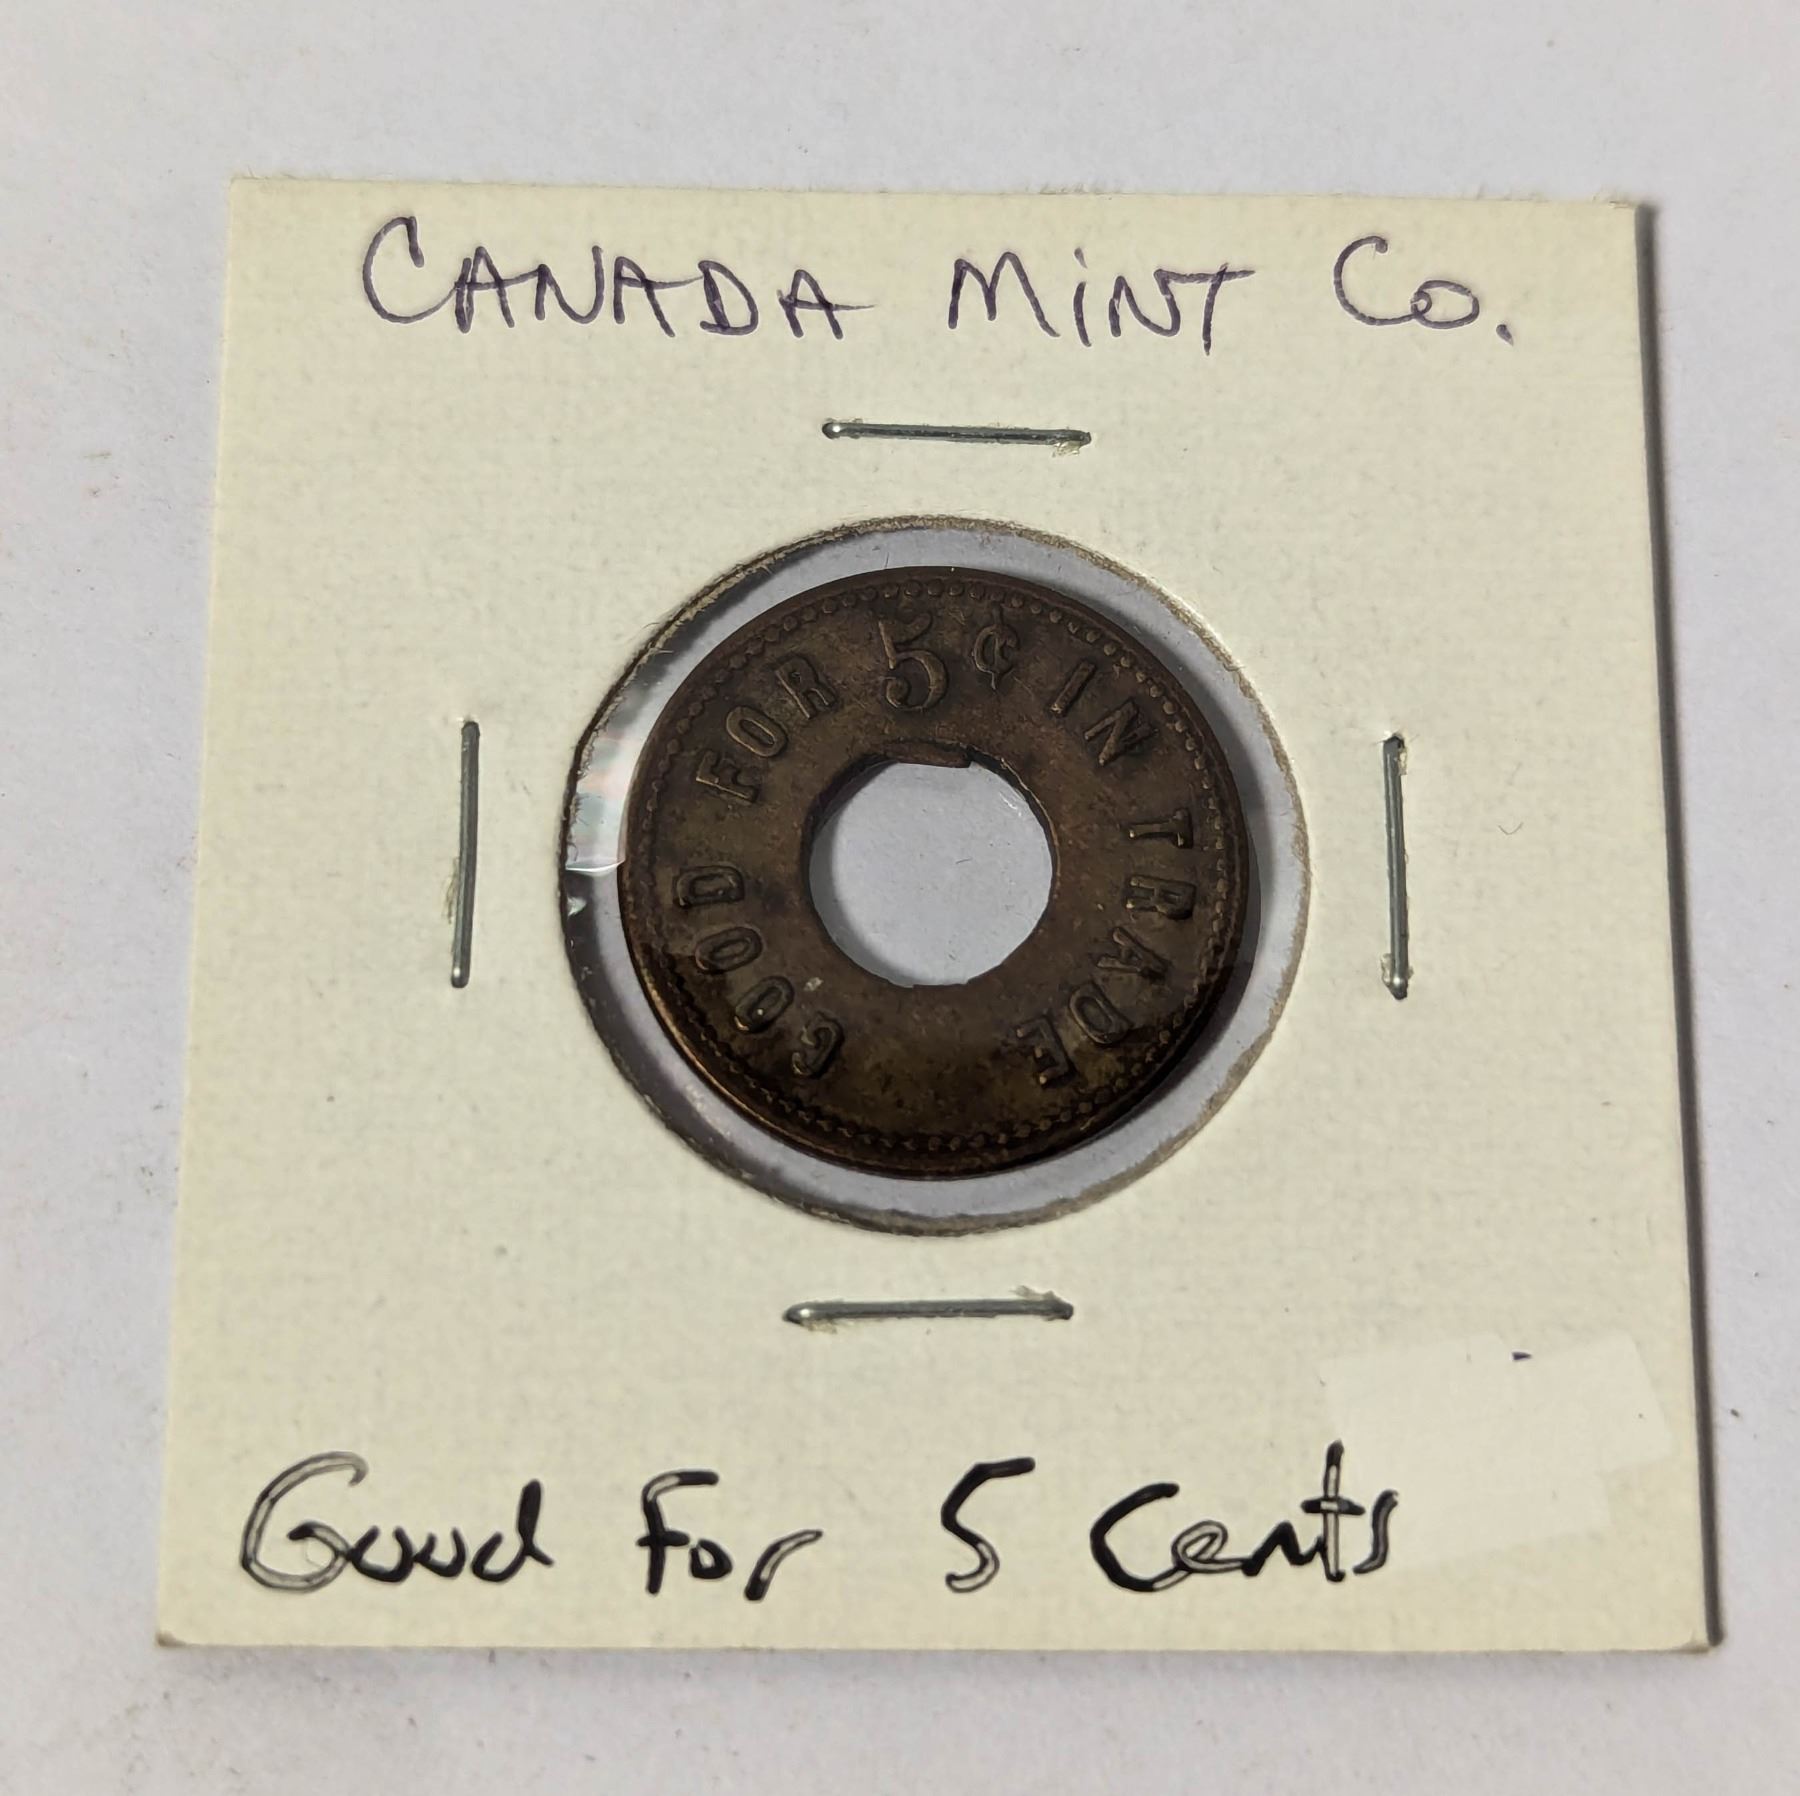 CANADA MINT Co.
GOOD FOR 5 ¢ IN TRADE
Good For 5 Cents